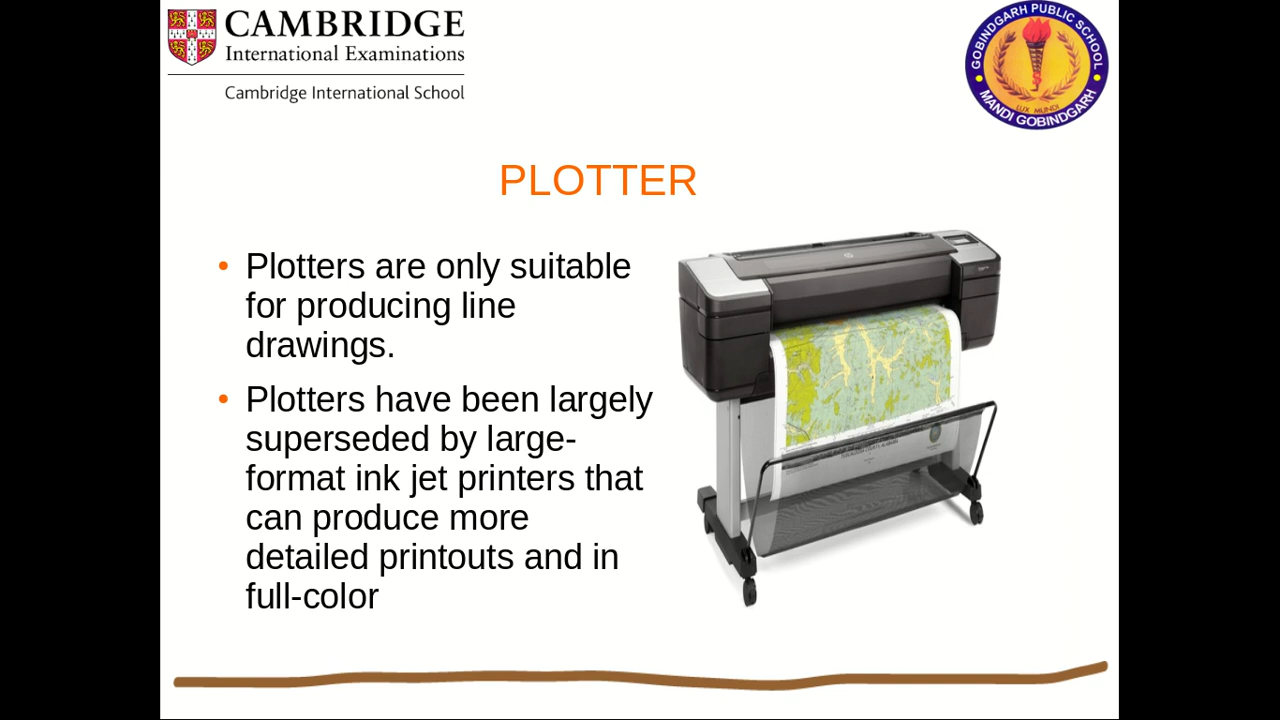 CAMBRIDGE
International Examinations
Cambridge International School
GOBINDGARH PUBLIC SCHOOL
LUX MUNDI
MANDI GOBINDGARH
PLOTTER
• Plotters are only suitable
for producing line
drawings.
• Plotters have been largely
superseded by large-
format ink jet printers that
can produce more
detailed printouts and in
full-color